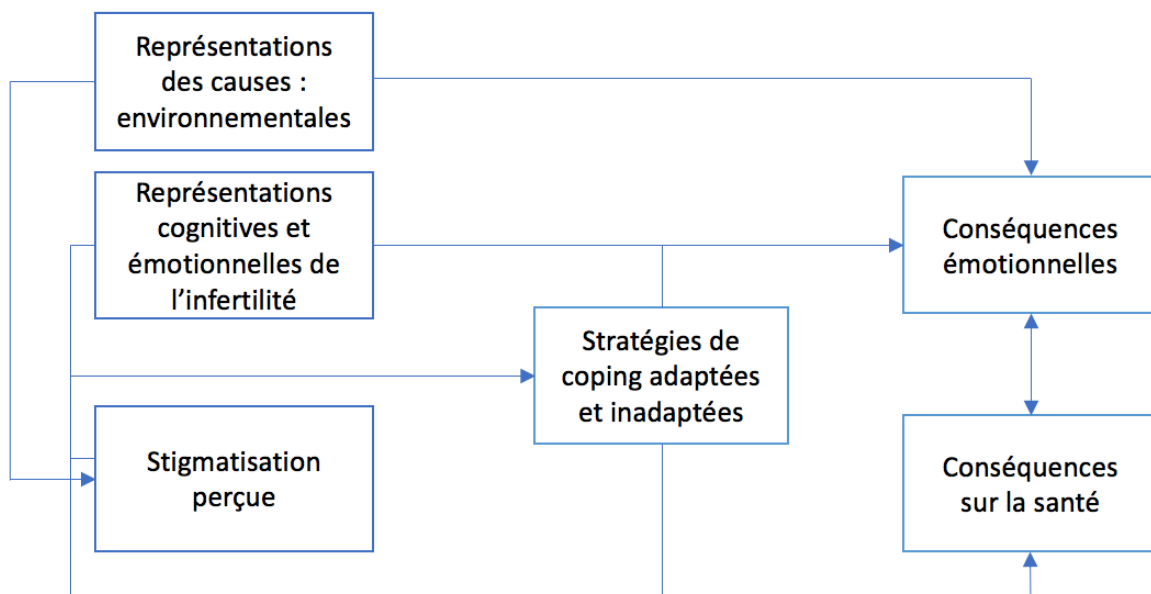 Représentations
des causes :
environnementales
Représentations
cognitives et
émotionnelles de
l’infertilité
Conséquences
émotionnelles
Stratégies de
coping adaptées
et inadaptées
Stigmatisation
perçue
Conséquences
sur la santé